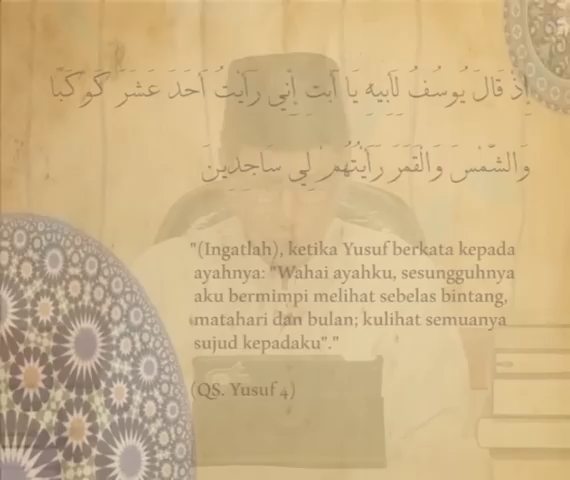 إِذْ قَالَ يُوسُفُ لِأَبِيهِ يَا أَبَتِ إِنِّي رَأَيْتُ أَحَدَ عَشَرَ كَوْكَبًا
وَالشَّمْسَ وَالْقَمَرَ رَأَيْتُهُمْ لِي سَاجِدِينَ
"(Ingatlah), ketika Yusuf berkata kepada
ayahnya: "Wahai ayahku, sesungguhnya
aku bermimpi melihat sebelas bintang,
matahari dan bulan; kulihat semuanya
sujud kepadaku"."
(QS. Yusuf 4)